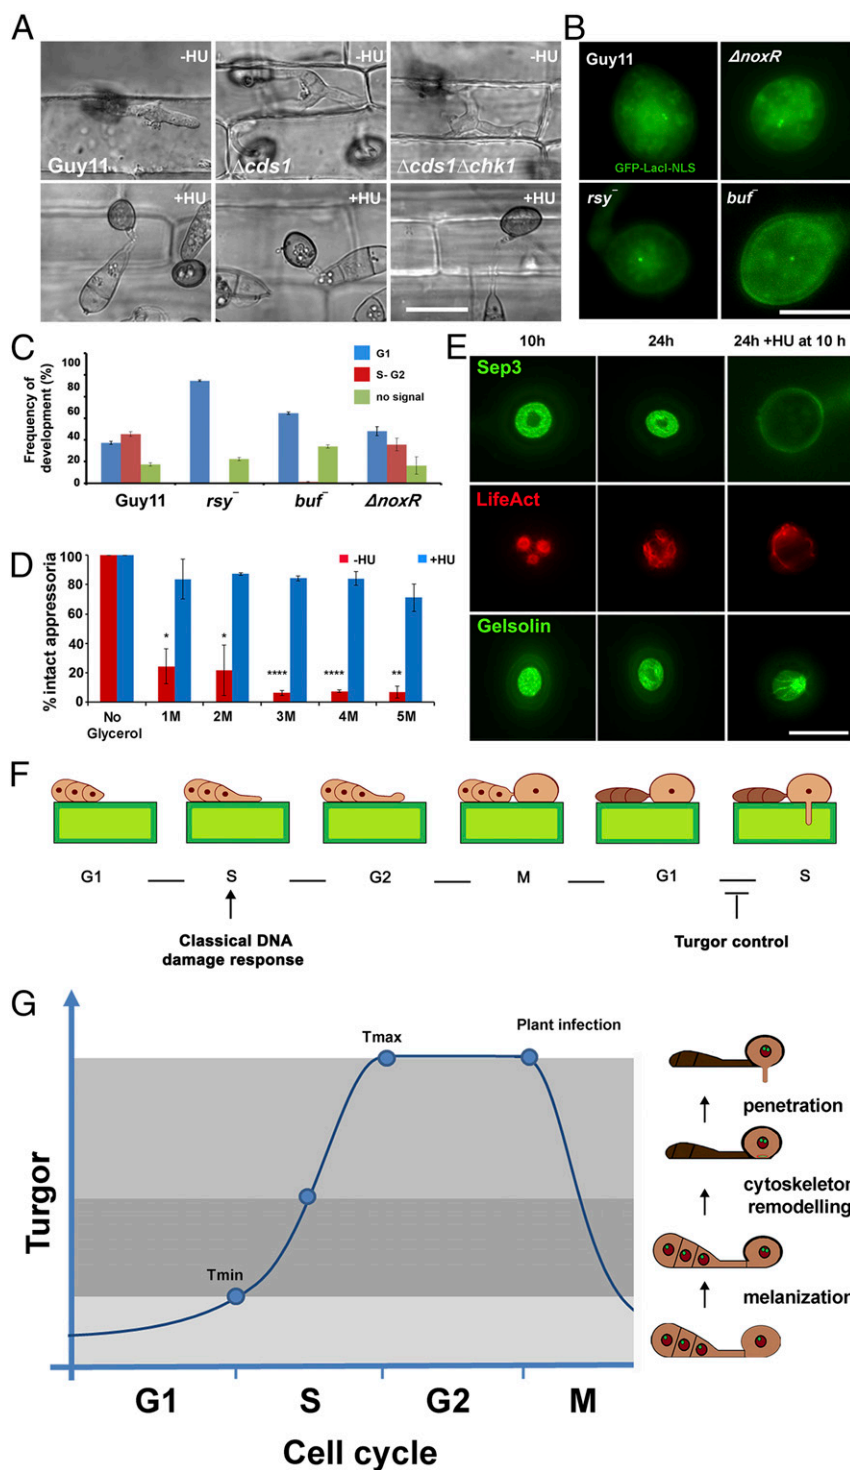 A
-HU
-HU
-HU
Guy11
Δcds1
Δcds1Δchk1
+HU
+HU
+HU
B
Guy11
ΔnoxR
GFP-LacI-NLS
rsy⁻
buf⁻
C
Frequency of
development (%)
100
80
60
40
20
0
G1
S- G2
no signal
Guy11
rsy⁻
buf⁻
ΔnoxR
D
% intact appressoria
100
80
60
40
20
0
-HU
+HU
*
*
****
****
**
No
Glycerol
1M
2M
3M
4M
5M
E
10h
24h
24h +HU at 10 h
Sep3
LifeAct
Gelsolin
F
G1
S
G2
M
G1
S
Classical DNA
damage response
Turgor control
G
Turgor
Tmin
Tmax
Plant infection
G1
S
G2
M
Cell cycle
penetration
cytoskeleton
remodelling
melanization